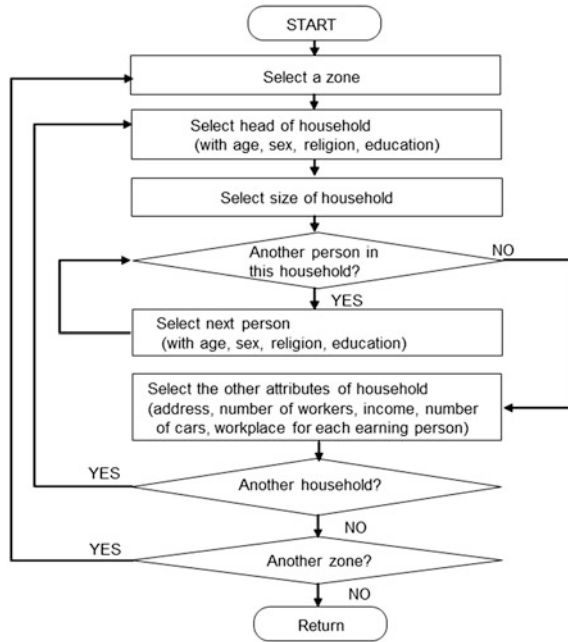 START
Select a zone
Select head of household
(with age, sex, religion, education)
Select size of household
Another person in
this household?
NO
YES
Select next person
(with age, sex, religion, education)
Select the other attributes of household
(address, number of workers, income, number
of cars, workplace for each earning person)
YES
Another household?
NO
YES
Another zone?
NO
Return